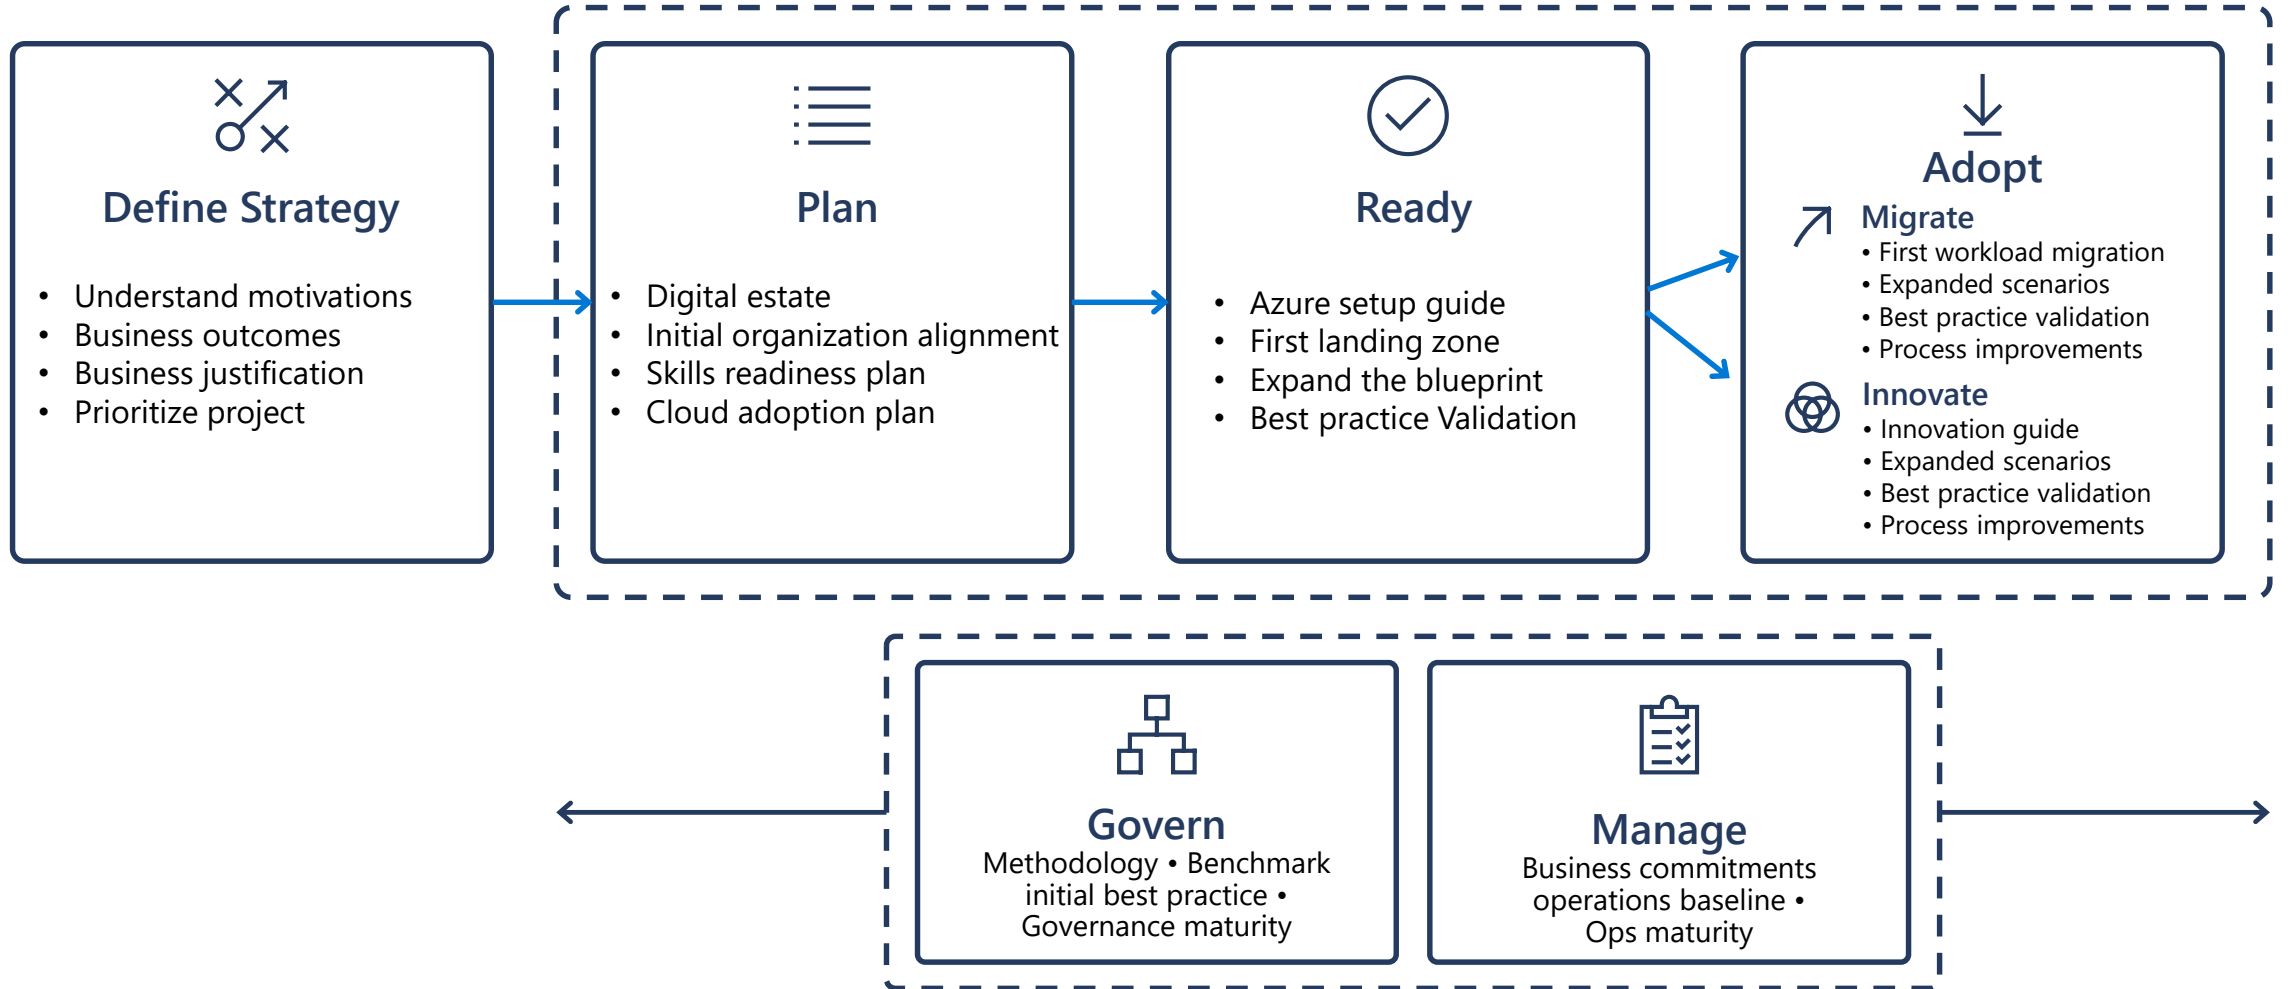 Define Strategy
• Understand motivations
• Business outcomes
• Business justification
• Prioritize project
Plan
• Digital estate
• Initial organization alignment
• Skills readiness plan
• Cloud adoption plan
Ready
• Azure setup guide
• First landing zone
• Expand the blueprint
• Best practice Validation
Adopt
Migrate
• First workload migration
• Expanded scenarios
• Best practice validation
• Process improvements
Innovate
• Innovation guide
• Expanded scenarios
• Best practice validation
• Process improvements
Govern
Methodology • Benchmark
initial best practice •
Governance maturity
Manage
Business commitments
operations baseline •
Ops maturity